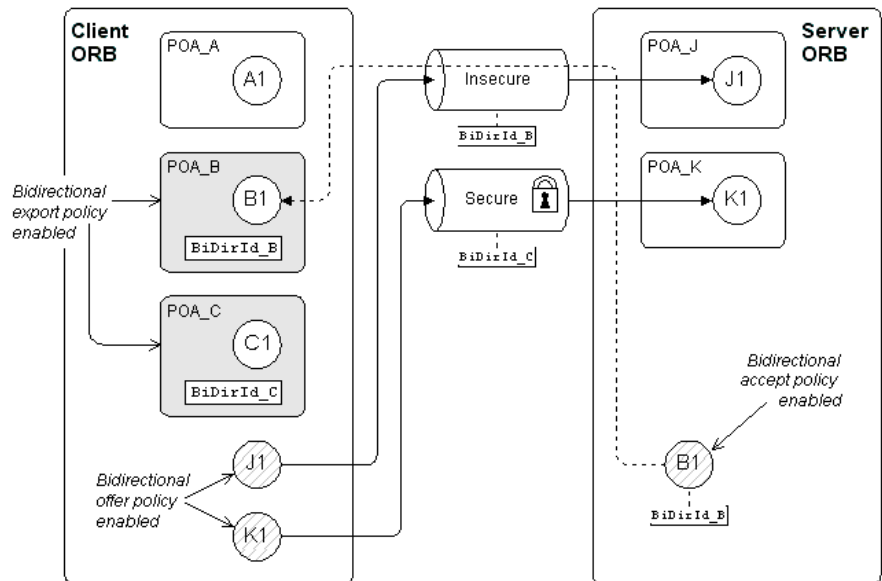 Client
ORB
POA_A
A1
POA_B
B1
BiDirId_B
POA_C
C1
BiDirId_C
J1
K1
Bidirectional
export policy
enabled
Bidirectional
offer policy
enabled
Insecure
BiDirId_B
Secure
BiDirId_C
Server
ORB
POA_J
J1
POA_K
K1
Bidirectional
accept policy
enabled
B1
BiDirId_B